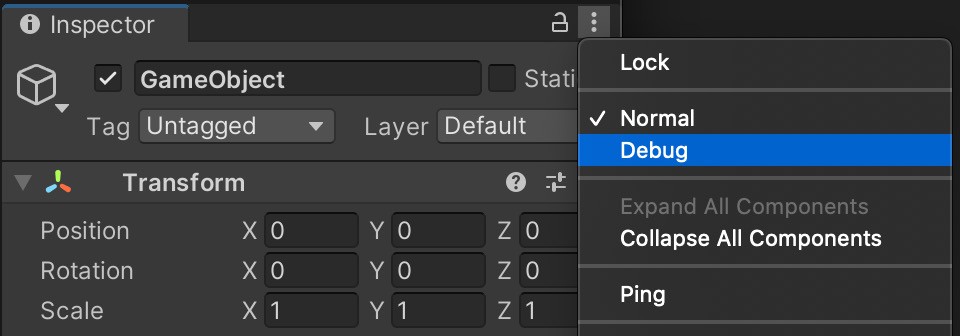 Inspector
GameObject
Stati
Tag Untagged Layer Default
Transform
Position X 0 Y 0 Z 0
Rotation X 0 Y 0 Z 0
Scale X 1 Y 1 Z 1
Lock
Normal
Debug
Expand All Components
Collapse All Components
Ping